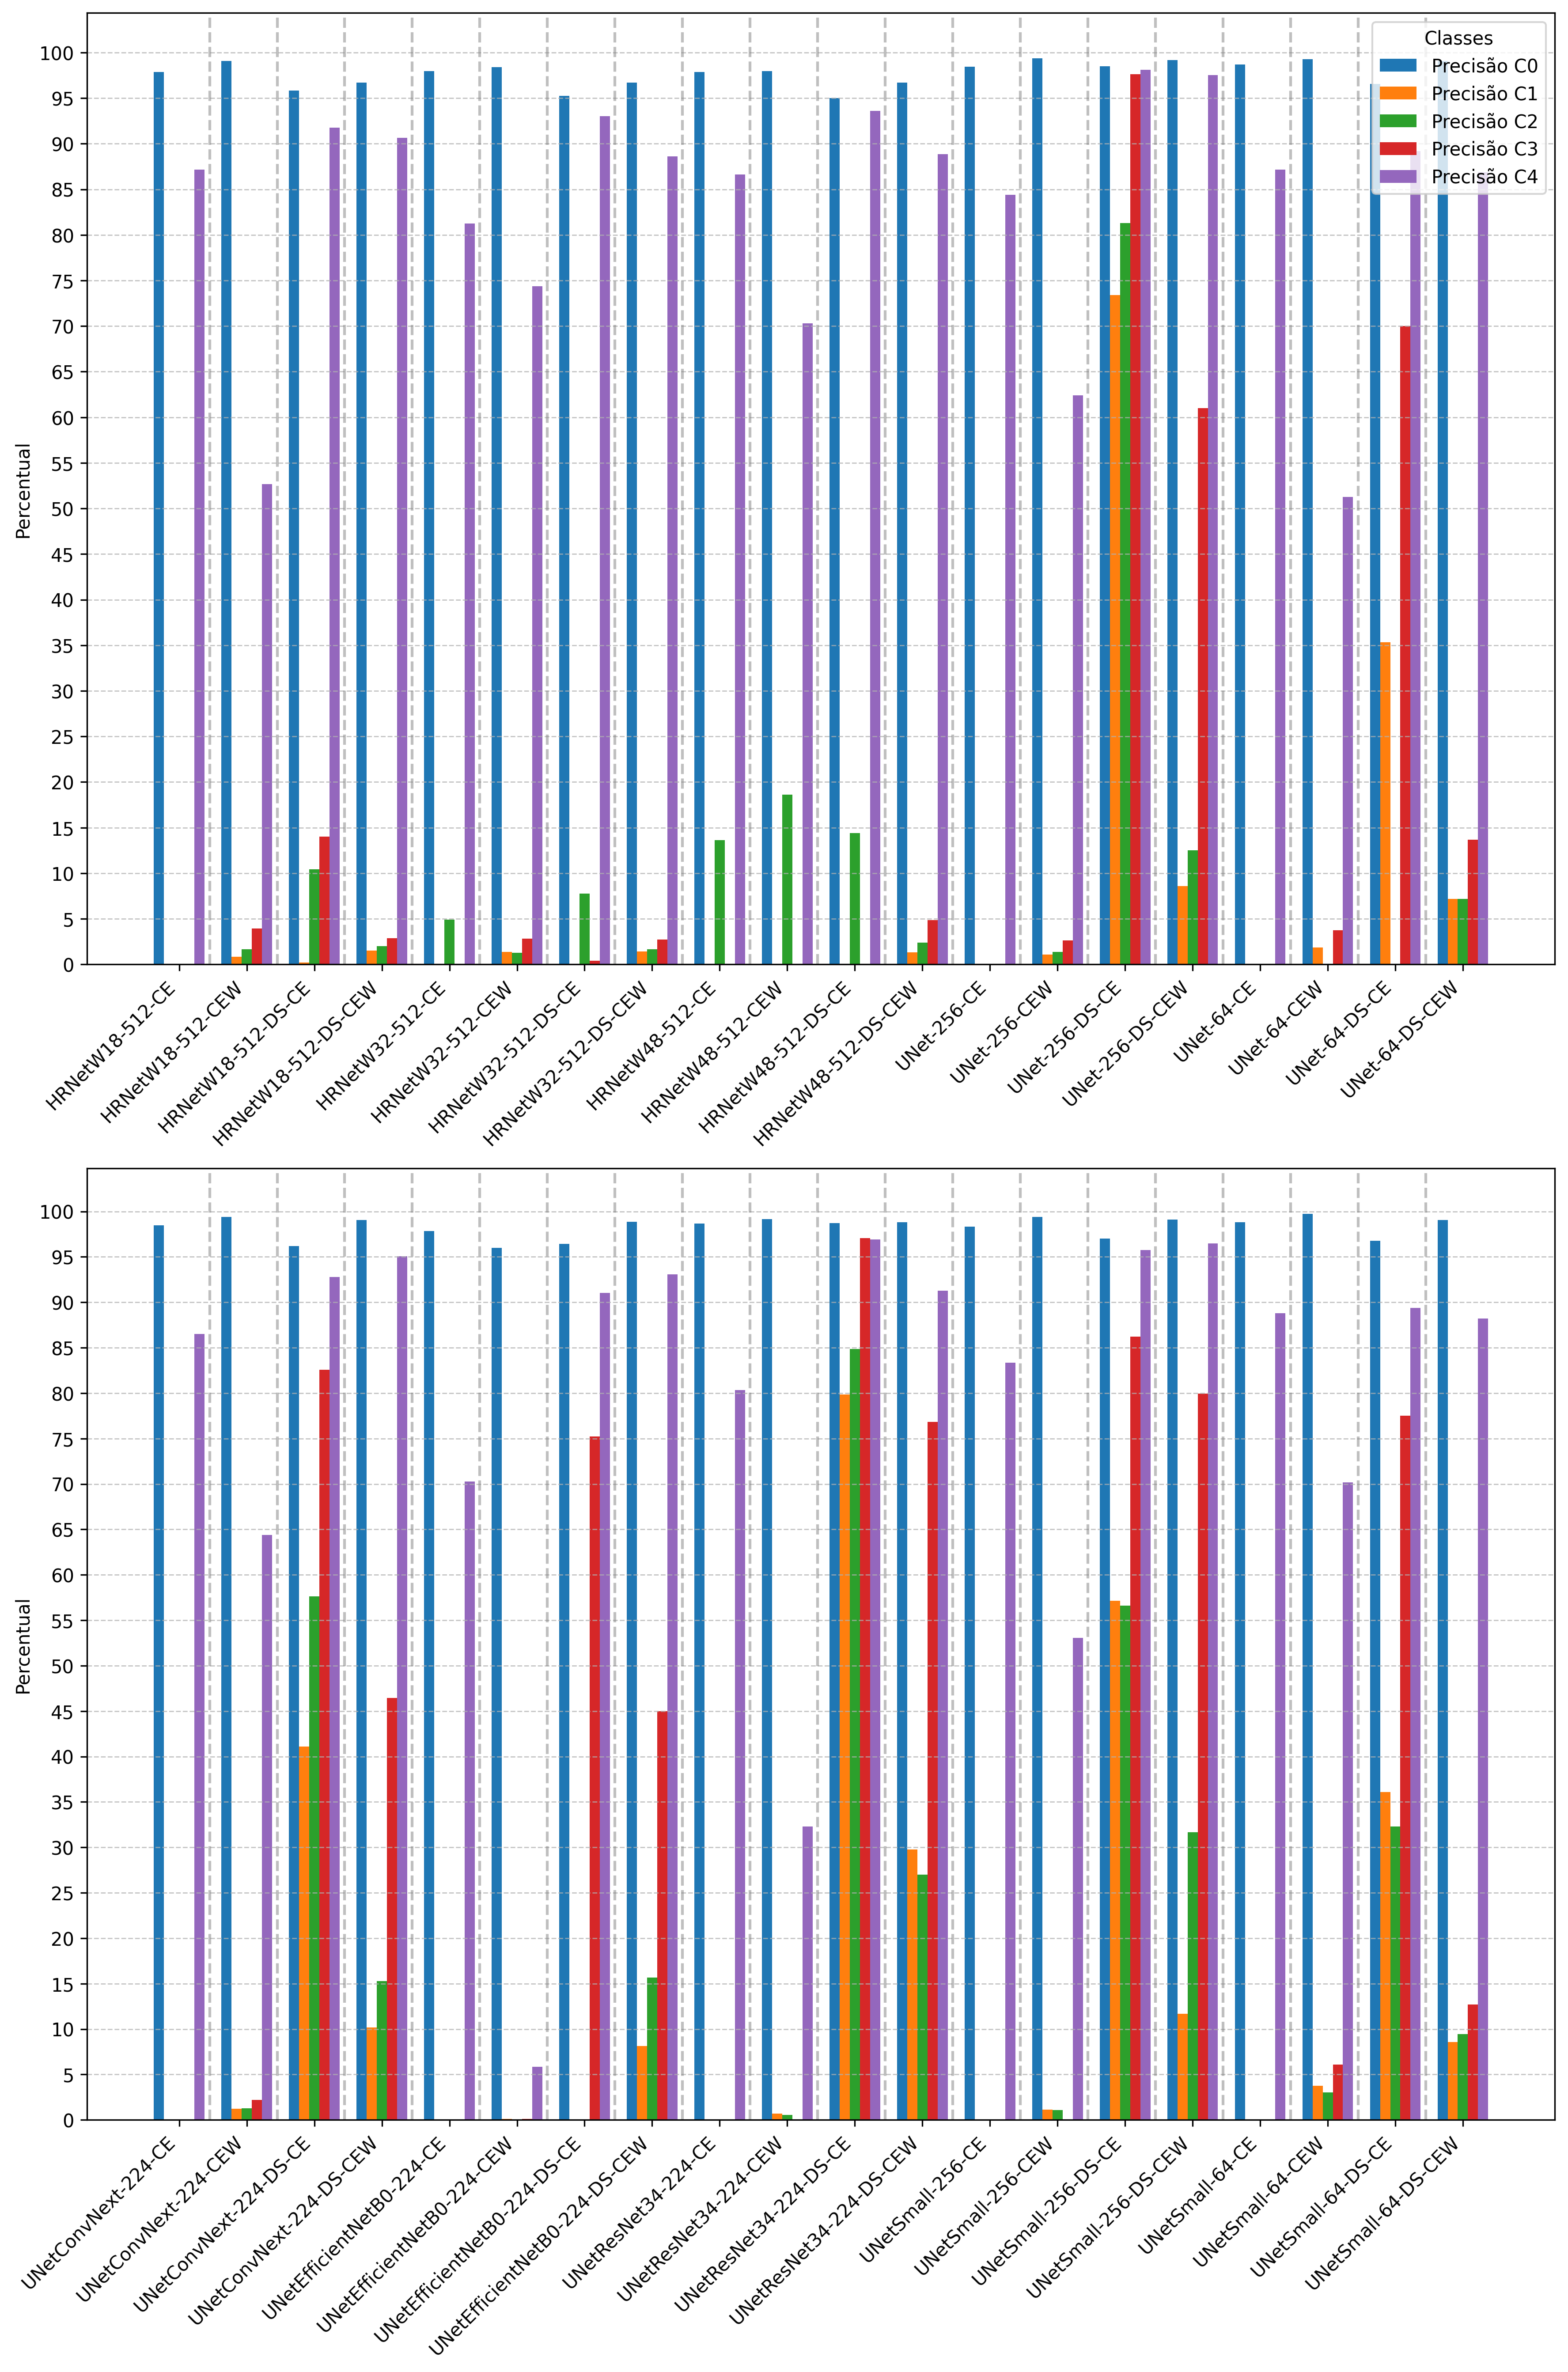 Percentual
100
95
90
85
80
75
70
65
60
55
50
45
40
35
30
25
20
15
10
5
0
Classes
Precisão C0
Precisão C1
Precisão C2
Precisão C3
Precisão C4
HRNetW18-512-CE
HRNetW18-512-CEW
HRNetW18-512-DS-CE
HRNetW18-512-DS-CEW
HRNetW32-512-CE
HRNetW32-512-CEW
HRNetW32-512-DS-CE
HRNetW32-512-DS-CEW
HRNetW48-512-CE
HRNetW48-512-CEW
HRNetW48-512-DS-CE
HRNetW48-512-DS-CEW
UNet-256-CE
UNet-256-CEW
UNet-256-DS-CE
UNet-256-DS-CEW
UNet-64-CE
UNet-64-CEW
UNet-64-DS-CE
UNet-64-DS-CEW
Percentual
100
95
90
85
80
75
70
65
60
55
50
45
40
35
30
25
20
15
10
5
0
UNetConvNext-224-CE
UNetConvNext-224-CEW
UNetConvNext-224-DS-CE
UNetConvNext-224-DS-CEW
UNetEfficientNetB0-224-CE
UNetEfficientNetB0-224-CEW
UNetEfficientNetB0-224-DS-CE
UNetEfficientNetB0-224-DS-CEW
UNetResNet34-224-CE
UNetResNet34-224-CEW
UNetResNet34-224-DS-CE
UNetResNet34-224-DS-CEW
UNetSmall-256-CE
UNetSmall-256-CEW
UNetSmall-256-DS-CE
UNetSmall-256-DS-CEW
UNetSmall-64-CE
UNetSmall-64-CEW
UNetSmall-64-DS-CE
UNetSmall-64-DS-CEW